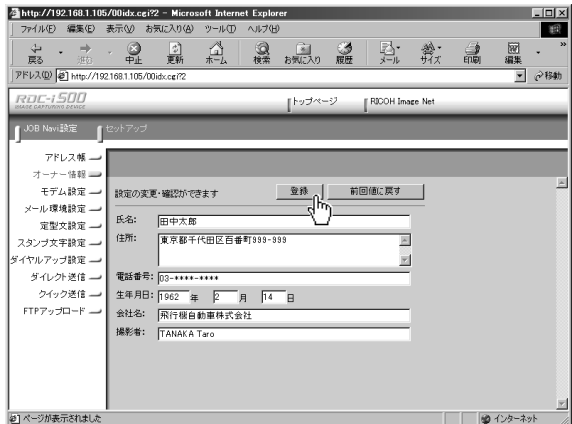 http://192.168.1.105/00idx.cgi?2 - Microsoft Internet Explorer
ファイル(F) 編集(E) 表示(V) お気に入り(A) ツール(T) ヘルプ(H)
戻る 進む 中止 更新 ホーム 検索 お気に入り 履歴 メール サイズ 印刷 編集 »
アドレス(D) http://192.168.1.105/00idx.cgi?2 移動
RDC-i500
IMAGE CAPTURING DEVICE
トップページ RICOH Image Net
JOB Navi設定 セットアップ
アドレス帳
オーナー情報
モデム設定
メール環境設定
定型文設定
スタンプ文字設定
ダイヤルアップ設定
ダイレクト送信
クイック送信
FTPアップロード
設定の変更・確認ができます 登録 前回値に戻す
氏名: 田中太郎
住所:東京都千代田区百番町999-999
電話番号: 03-****-****
生年月日: 1962 年 2 月 14 日
会社名: 飛行機自動車株式会社
撮影者: TANAKA Taro
ページが表示されました インターネット